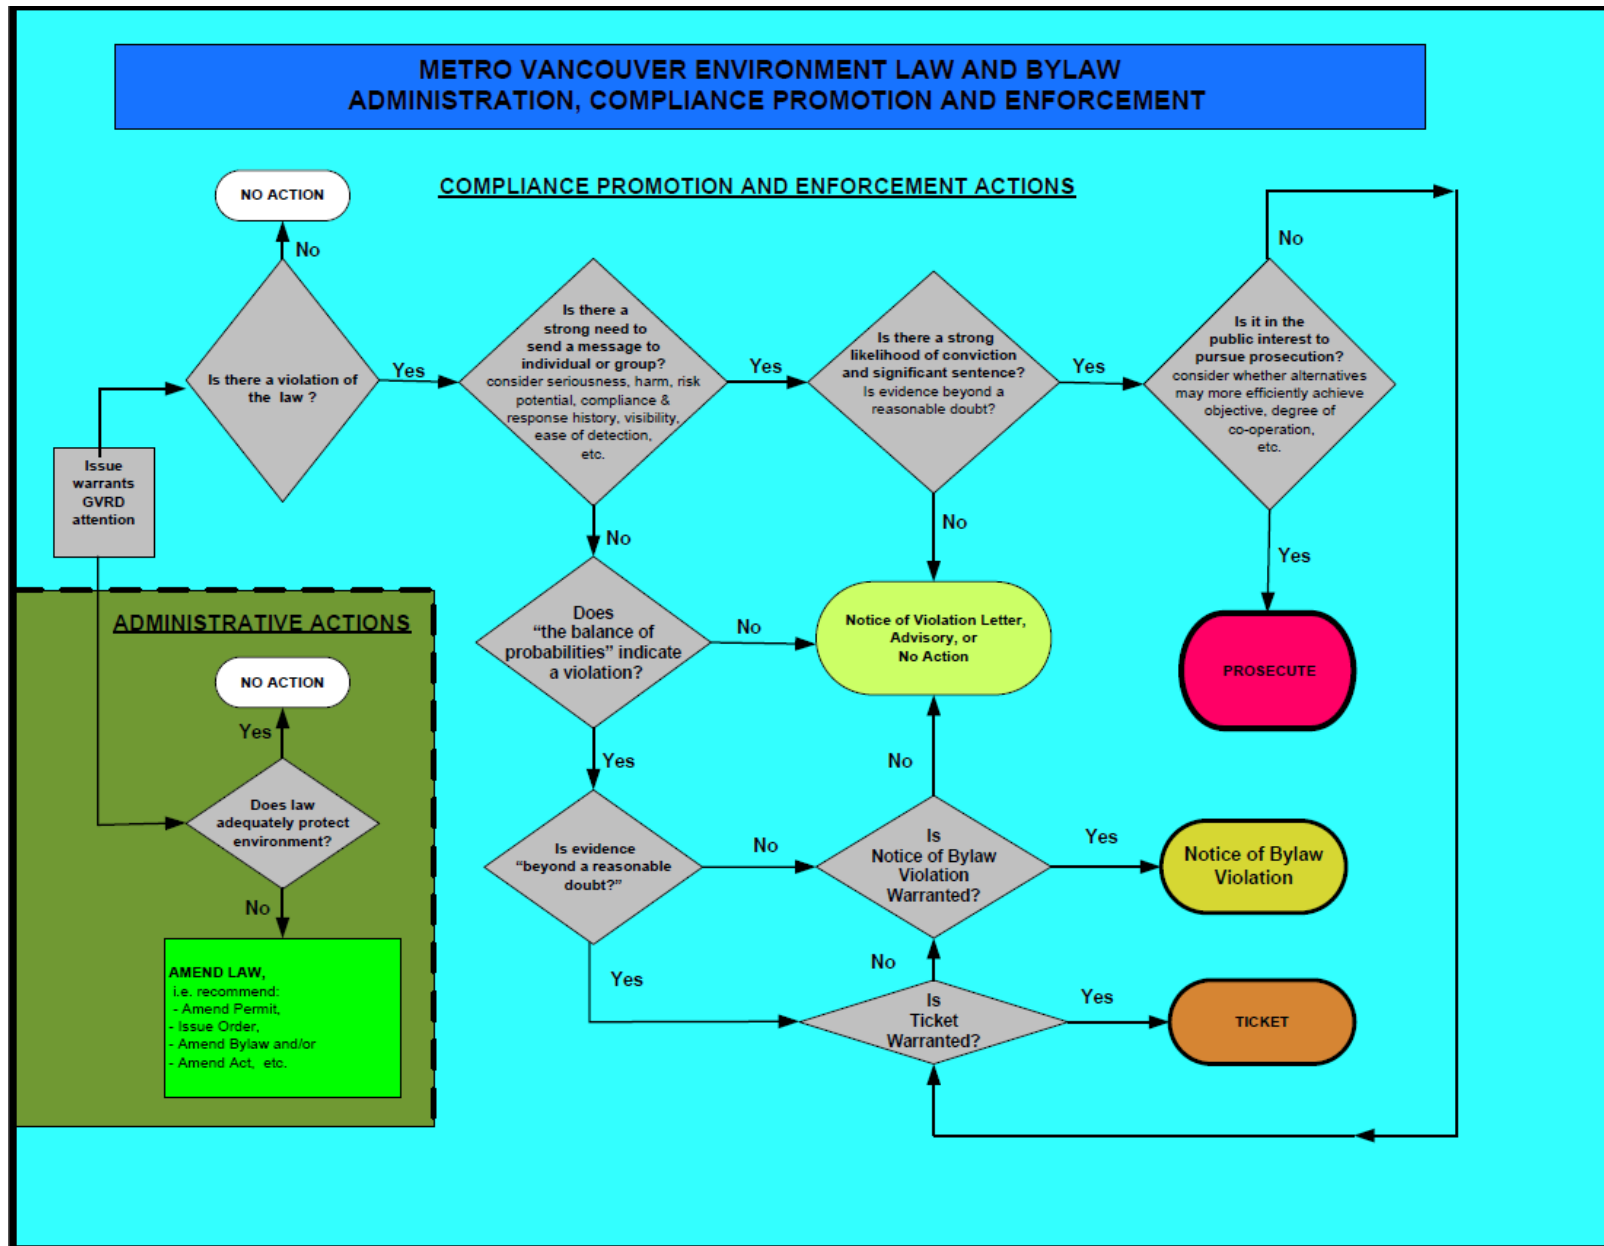 METRO VANCOUVER ENVIRONMENT LAW AND BYLAW
ADMINISTRATION, COMPLIANCE PROMOTION AND ENFORCEMENT
COMPLIANCE PROMOTION AND ENFORCEMENT ACTIONS
NO ACTION
No
Is there a violation of
the law ?
Yes
Is there a
strong need to
send a message to
individual or group?
consider seriousness, harm, risk
potential, compliance &
response history, visibility,
ease of detection,
etc.
Yes
Is there a strong
likelihood of conviction
and significant sentence?
Is evidence beyond a
reasonable doubt?
Yes
No
Is it in the
public interest to
pursue prosecution?
consider whether alternatives
may more efficiently achieve
objective, degree of
co-operation,
etc.
Issue
warrants
GVRD
attention
No
No
Yes
Does
“the balance of
probabilities” indicate
a violation?
No
Notice of Violation Letter,
Advisory, or
No Action
PROSECUTE
Yes
No
Is evidence
“beyond a reasonable
doubt?”
No
Is
Notice of Bylaw
Violation
Warranted?
Yes
Notice of Bylaw
Violation
Yes
No
Is
Ticket
Warranted?
Yes
TICKET
ADMINISTRATIVE ACTIONS
NO ACTION
Yes
Does law
adequately protect
environment?
No
AMEND LAW,
i.e. recommend:
- Amend Permit,
- Issue Order,
- Amend Bylaw and/or
- Amend Act, etc.